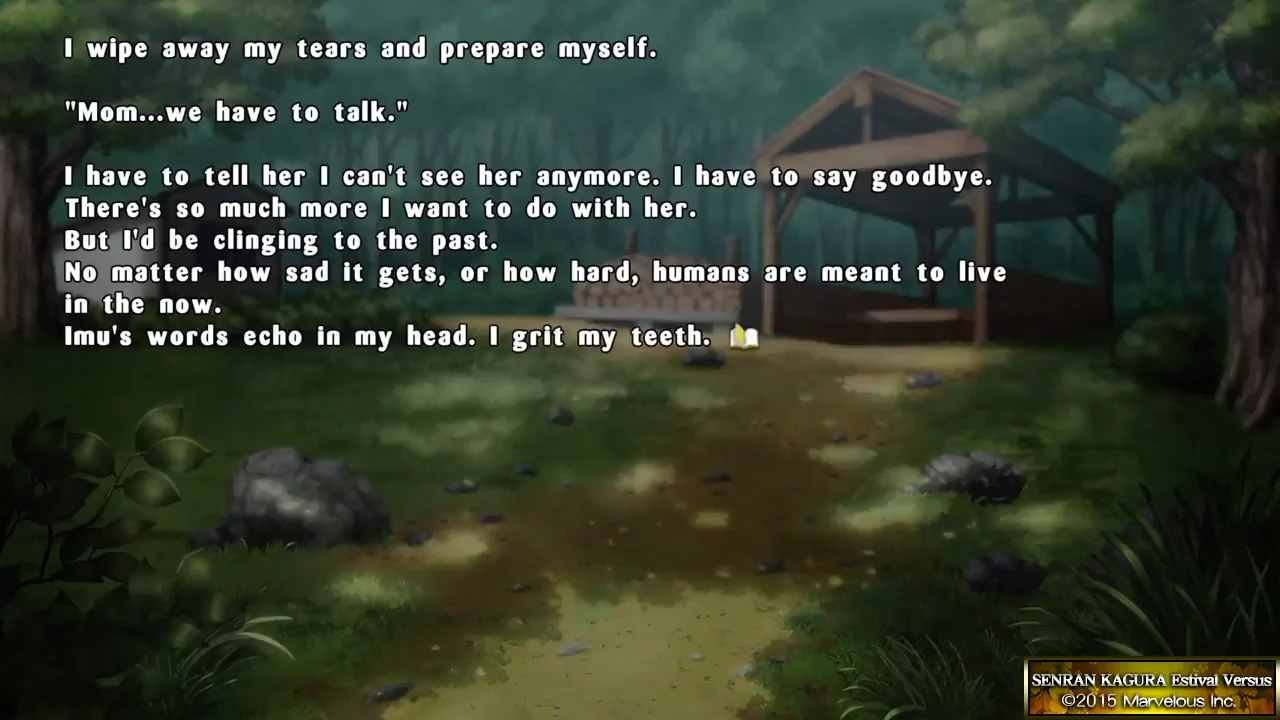 I wipe away my tears and prepare myself.
"Mom...we have to talk."
I have to tell her I can't see her anymore. I have to say goodbye.
There's so much more I want to do with her.
But I'd be clinging to the past.
No matter how sad it gets, or how hard, humans are meant to live
in the now.
Imu's words echo in my head. I grit my teeth.
SENRAN KAGURA Estival Versus
©2015 Marvelous Inc.